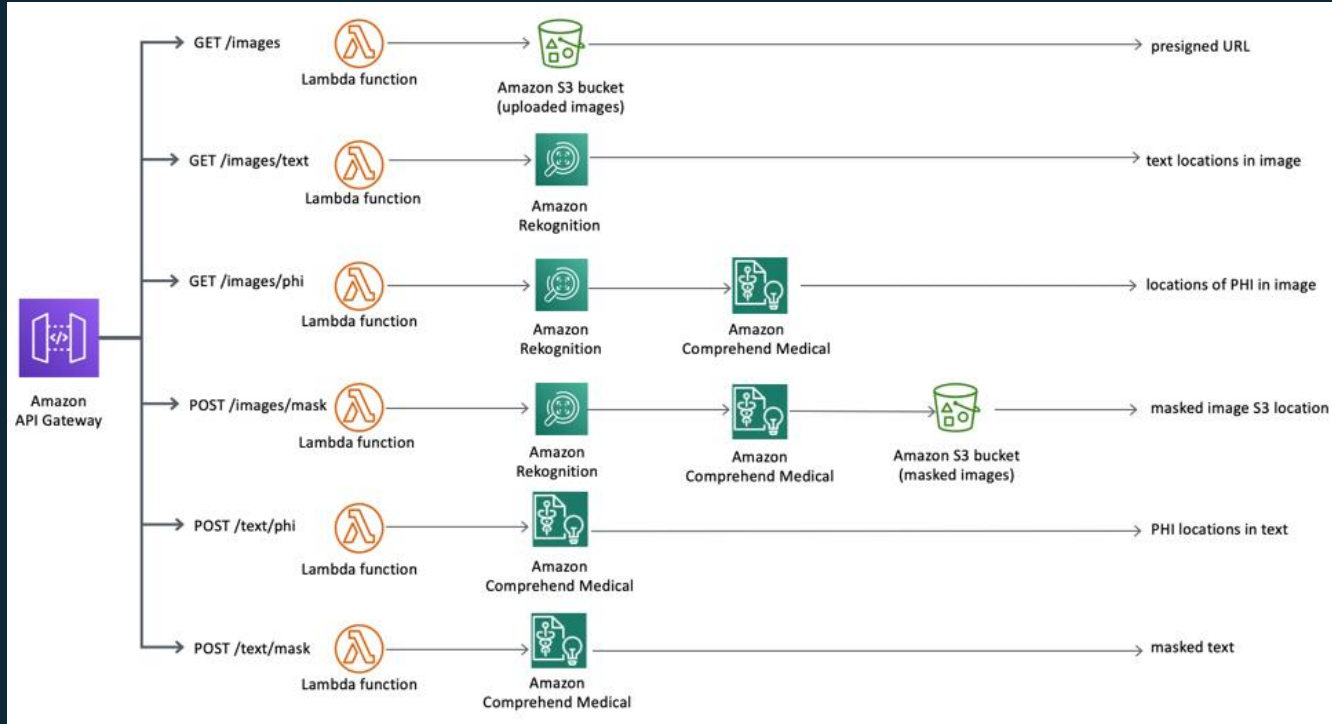 GET /images
Lambda function
Amazon S3 bucket
(uploaded images)
presigned URL
GET /images/text
Lambda function
Amazon
Rekognition
text locations in image
GET /images/phi
Lambda function
Amazon
Rekognition
Amazon
Comprehend Medical
locations of PHI in image
</>
Amazon
API Gateway
POST /images/mask
Lambda function
Amazon
Rekognition
Amazon
Comprehend Medical
Amazon S3 bucket
(masked images)
masked image S3 location
POST /text/phi
Lambda function
Amazon
Comprehend Medical
PHI locations in text
POST /text/mask
Lambda function
Amazon
Comprehend Medical
masked text